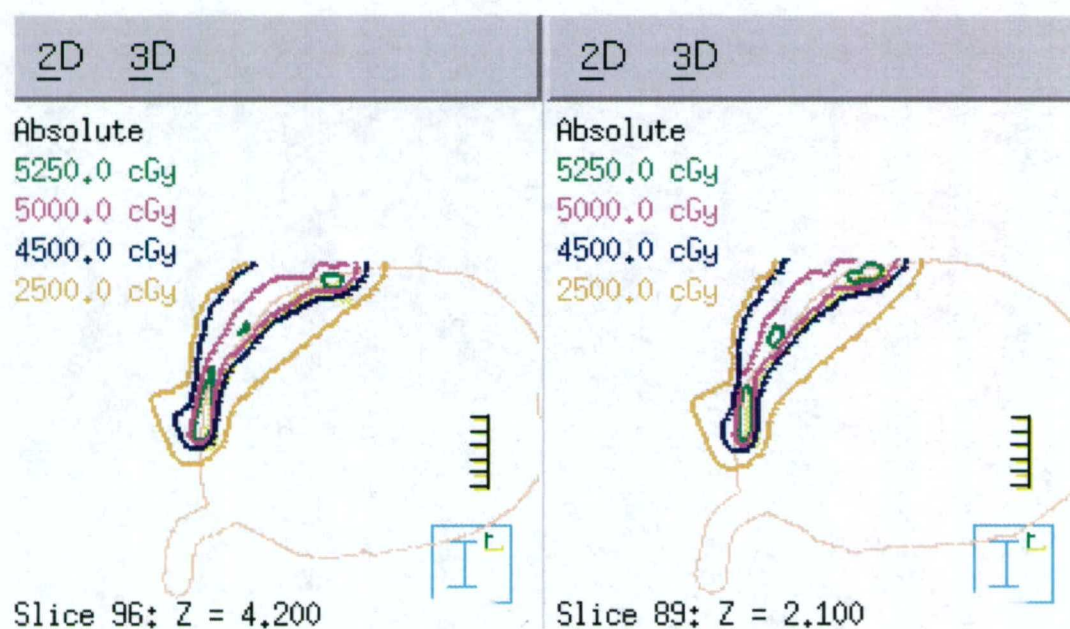 2D 3D
Absolute
5250.0 cGy
5000.0 cGy
4500.0 cGy
2500.0 cGy
Slice 96: Z = 4.200
2D 3D
Absolute
5250.0 cGy
5000.0 cGy
4500.0 cGy
2500.0 cGy
Slice 89: Z = 2.100